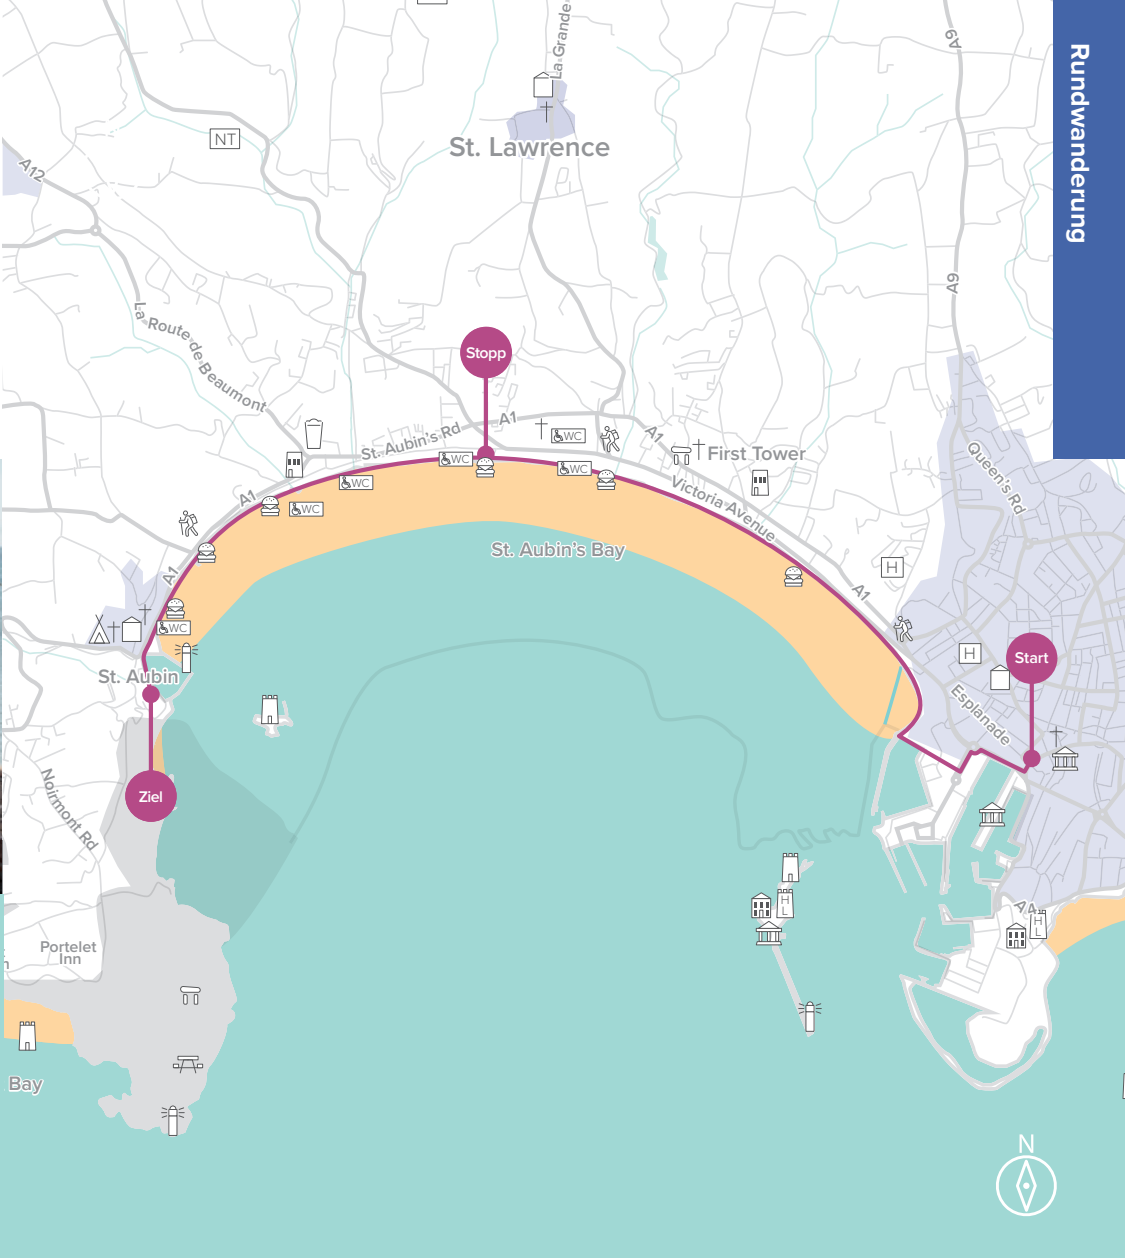 La Grande
A9
Rundwanderung
NT
St. Lawrence
A12
A9
La Route de Beaumont
Stopp
A1
St. Aubin's Rd
WC
A1
First Tower
WC
WC
WC
Queen's Rd
A1
WC
Victoria Avenue
St. Aubin's Bay
H
A1
A1
WC
H
Start
St. Aubin
Esplanade
Ziel
Noirmont Rd
H
L
A4
H
L
Portelet
Inn
n
Bay
N